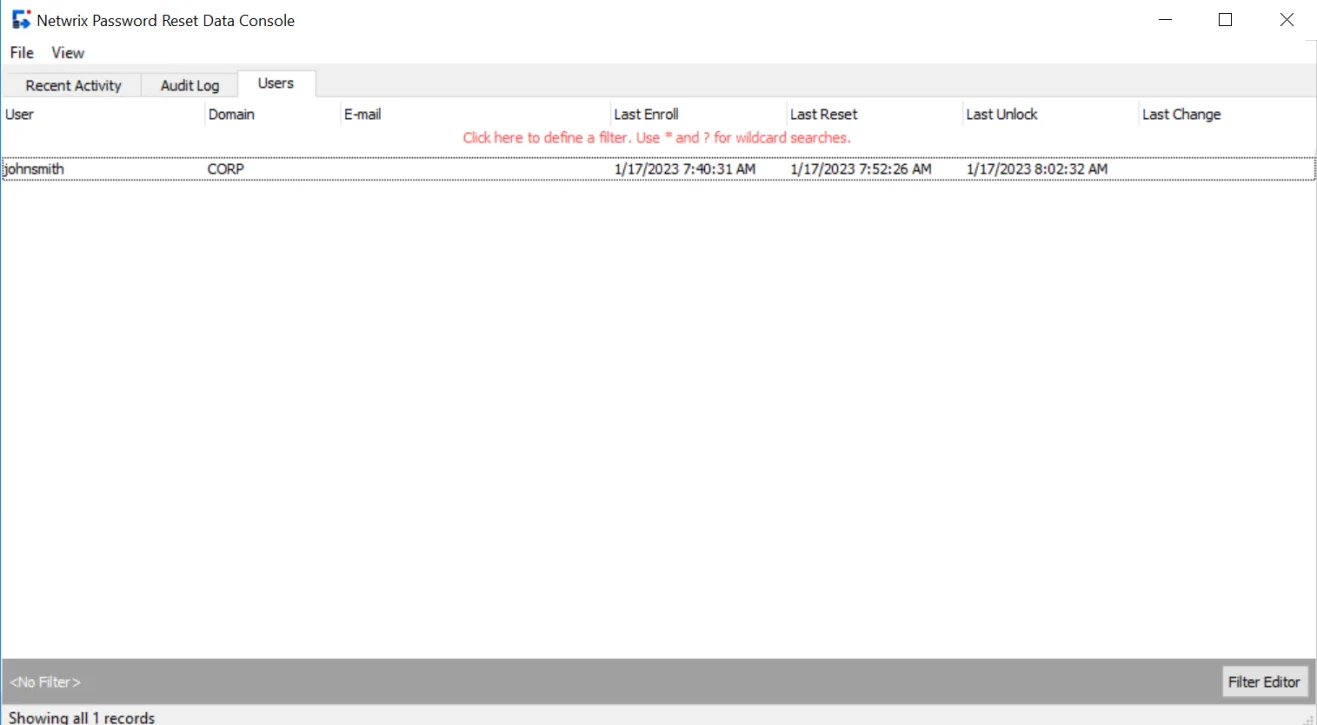 Netwrix Password Reset Data Console
File View
Recent Activity Audit Log Users
User Domain E-mail Last Enroll Last Reset Last Unlock Last Change
Click here to define a filter. Use * and ? for wildcard searches.
johnsmith CORP 1/17/2023 7:40:31 AM 1/17/2023 7:52:26 AM 1/17/2023 8:02:32 AM
<No Filter> Filter Editor
Showing all 1 records